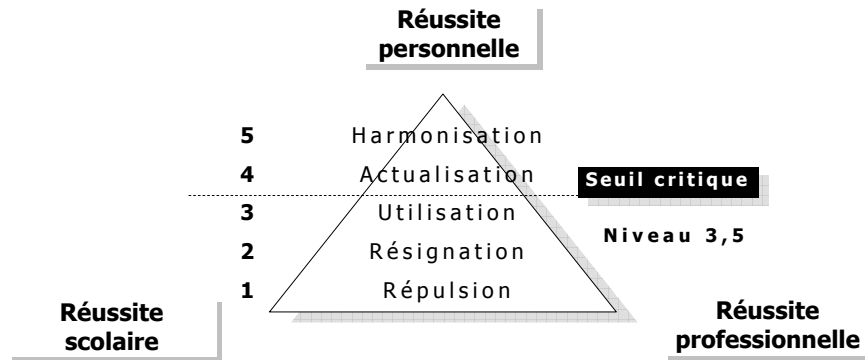 Réussite
personnelle
5 Harmonisation
4 Actualisation
Seuil critique
3 Utilisation
Niveau 3,5
2 Résignation
1 Répulsion
Réussite
scolaire
Réussite
professionnelle